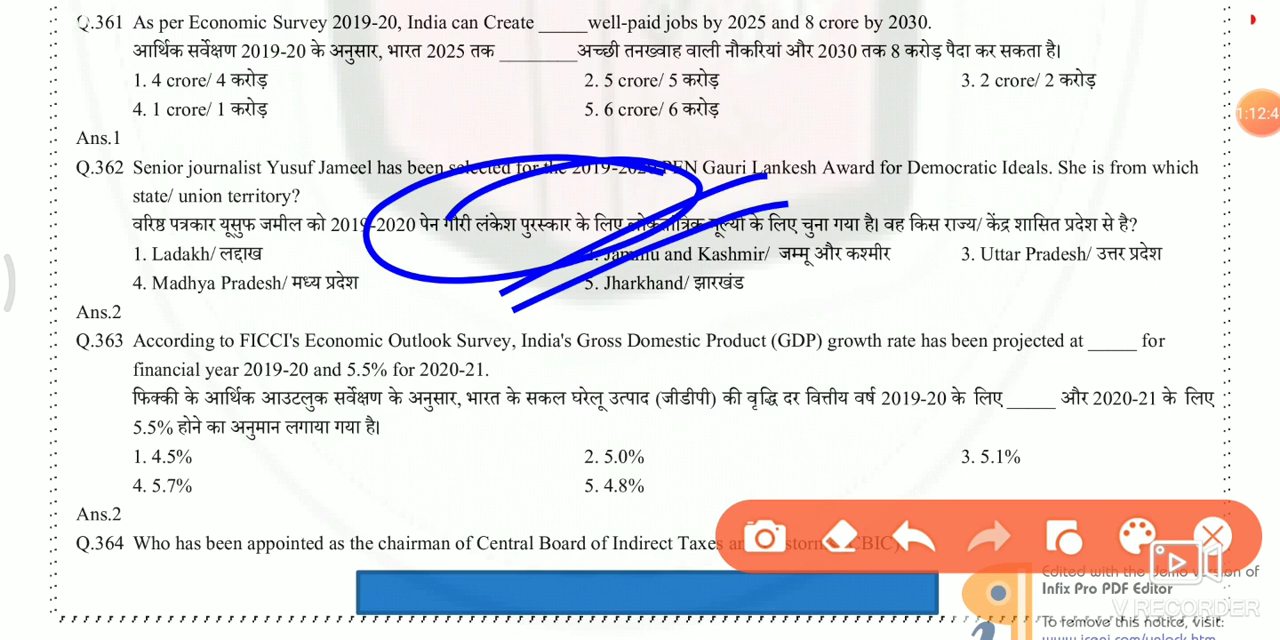 Q.361 As per Economic Survey 2019-20, India can Create _____ well-paid jobs by 2025 and 8 crore by 2030.
1:12:4
आर्थिक सर्वेक्षण 2019-20 के अनुसार, भारत 2025 तक ________ अच्छी तनख्वाह वाली नौकरियां और 2030 तक 8 करोड़ पैदा कर सकता है।
1. 4 crore/ 4 करोड़ 2. 5 crore/ 5 करोड़ 3. 2 crore/ 2 करोड़
4. 1 crore/ 1 करोड़ 5. 6 crore/ 6 करोड़
Ans.1
Q.362 Senior journalist Yusuf Jameel has been selected for the 2019-2020 PEN Gauri Lankesh Award for Democratic Ideals. She is from which
state/ union territory?
वरिष्ठ पत्रकार यूसुफ जमील को 2019-2020 पेन गौरी लंकेश पुरस्कार के लिए लोकतांत्रिक मूल्यों के लिए चुना गया है। वह किस राज्य/ केंद्र शासित प्रदेश से है?
1. Ladakh/ लद्दाख 2. Jammu and Kashmir/ जम्मू और कश्मीर 3. Uttar Pradesh/ उत्तर प्रदेश
4. Madhya Pradesh/ मध्य प्रदेश 5. Jharkhand/ झारखंड
Ans.2
Q.363 According to FICCI's Economic Outlook Survey, India's Gross Domestic Product (GDP) growth rate has been projected at _____ for
financial year 2019-20 and 5.5% for 2020-21.
फिक्की के आर्थिक आउटलुक सर्वेक्षण के अनुसार, भारत के सकल घरेलू उत्पाद (जीडीपी) की वृद्धि दर वित्तीय वर्ष 2019-20 के लिए _____ और 2020-21 के लिए
5.5% होने का अनुमान लगाया गया है।
1. 4.5% 2. 5.0% 3. 5.1%
4. 5.7% 5. 4.8%
Ans.2
Q.364 Who has been appointed as the chairman of Central Board of Indirect Taxes
Edited with the demo version of
Infix Pro PDF Editor
V RECORDER
To remove this notice, visit: